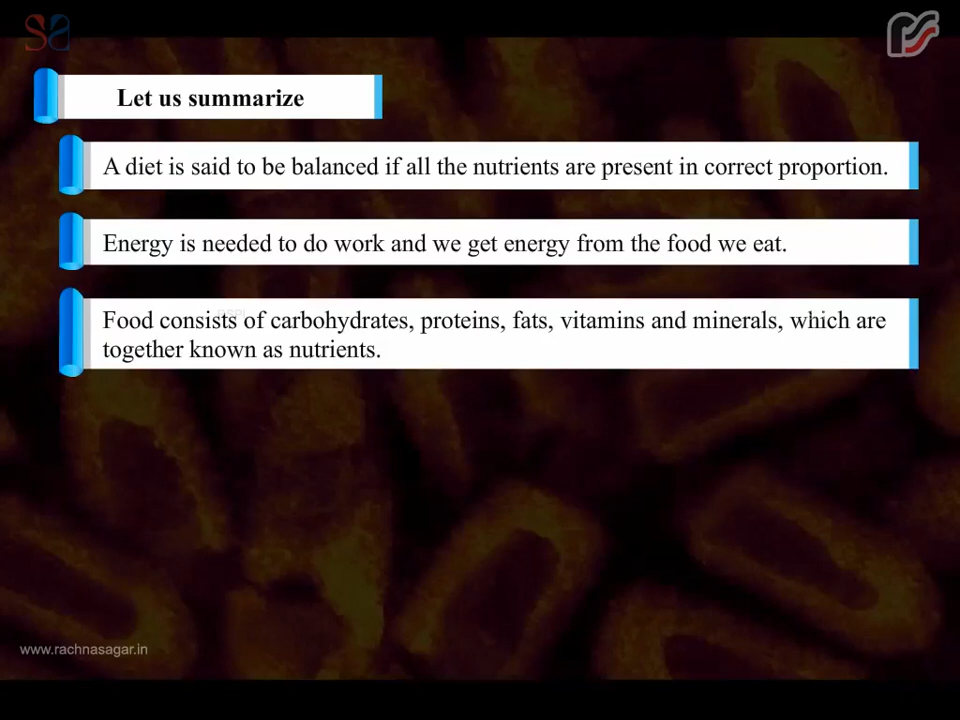 Let us summarize
A diet is said to be balanced if all the nutrients are present in correct proportion.
Energy is needed to do work and we get energy from the food we eat.
Food consists of carbohydrates, proteins, fats, vitamins and minerals, which are
together known as nutrients.
www.rachnasagar.in